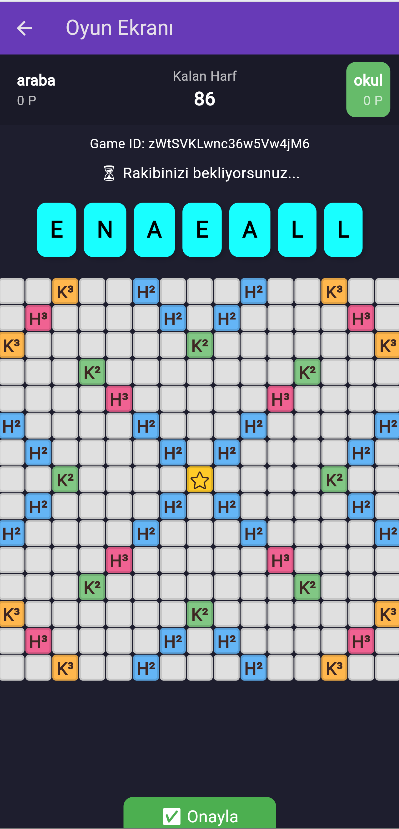 ← Oyun Ekranı
araba Kalan Harf okul
0 P 86 0 P
Game ID: zWtSVKLwnc36w5Vw4jM6
⏳ Rakibinizi bekliyorsunuz...
E N A E A L L
K³ H² H² K³
H³ H² H² H³
K³ K² K³
K² K²
H³ H³
H² H² H² H²
H² H² H² H²
K² K²
H² H² H² H²
H² H² H² H²
H³ H³
K² K²
K³ K² K³
H³ H² H² H³
K³ H² H² K³
✅ Onayla